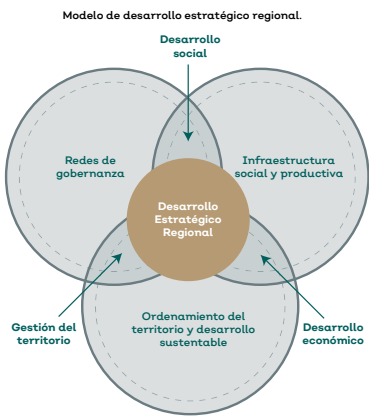 Modelo de desarrollo estratégico regional.
Desarrollo
social
Redes de
gobernanza
Infraestructura
social y productiva
Desarrollo
Estratégico
Regional
Ordenamiento del
territorio y desarrollo
sustentable
Gestión del
territorio
Desarrollo
económico